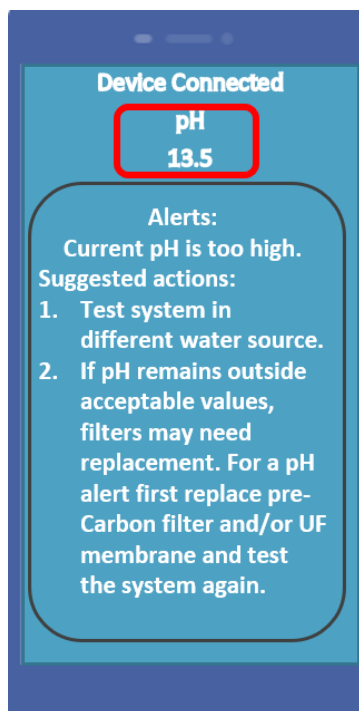 Device Connected
pH
13.5
Alerts:
Current pH is too high.
Suggested actions:
1. Test system in
different water source.
2. If pH remains outside
acceptable values,
filters may need
replacement. For a pH
alert first replace pre-
Carbon filter and/or UF
membrane and test
the system again.